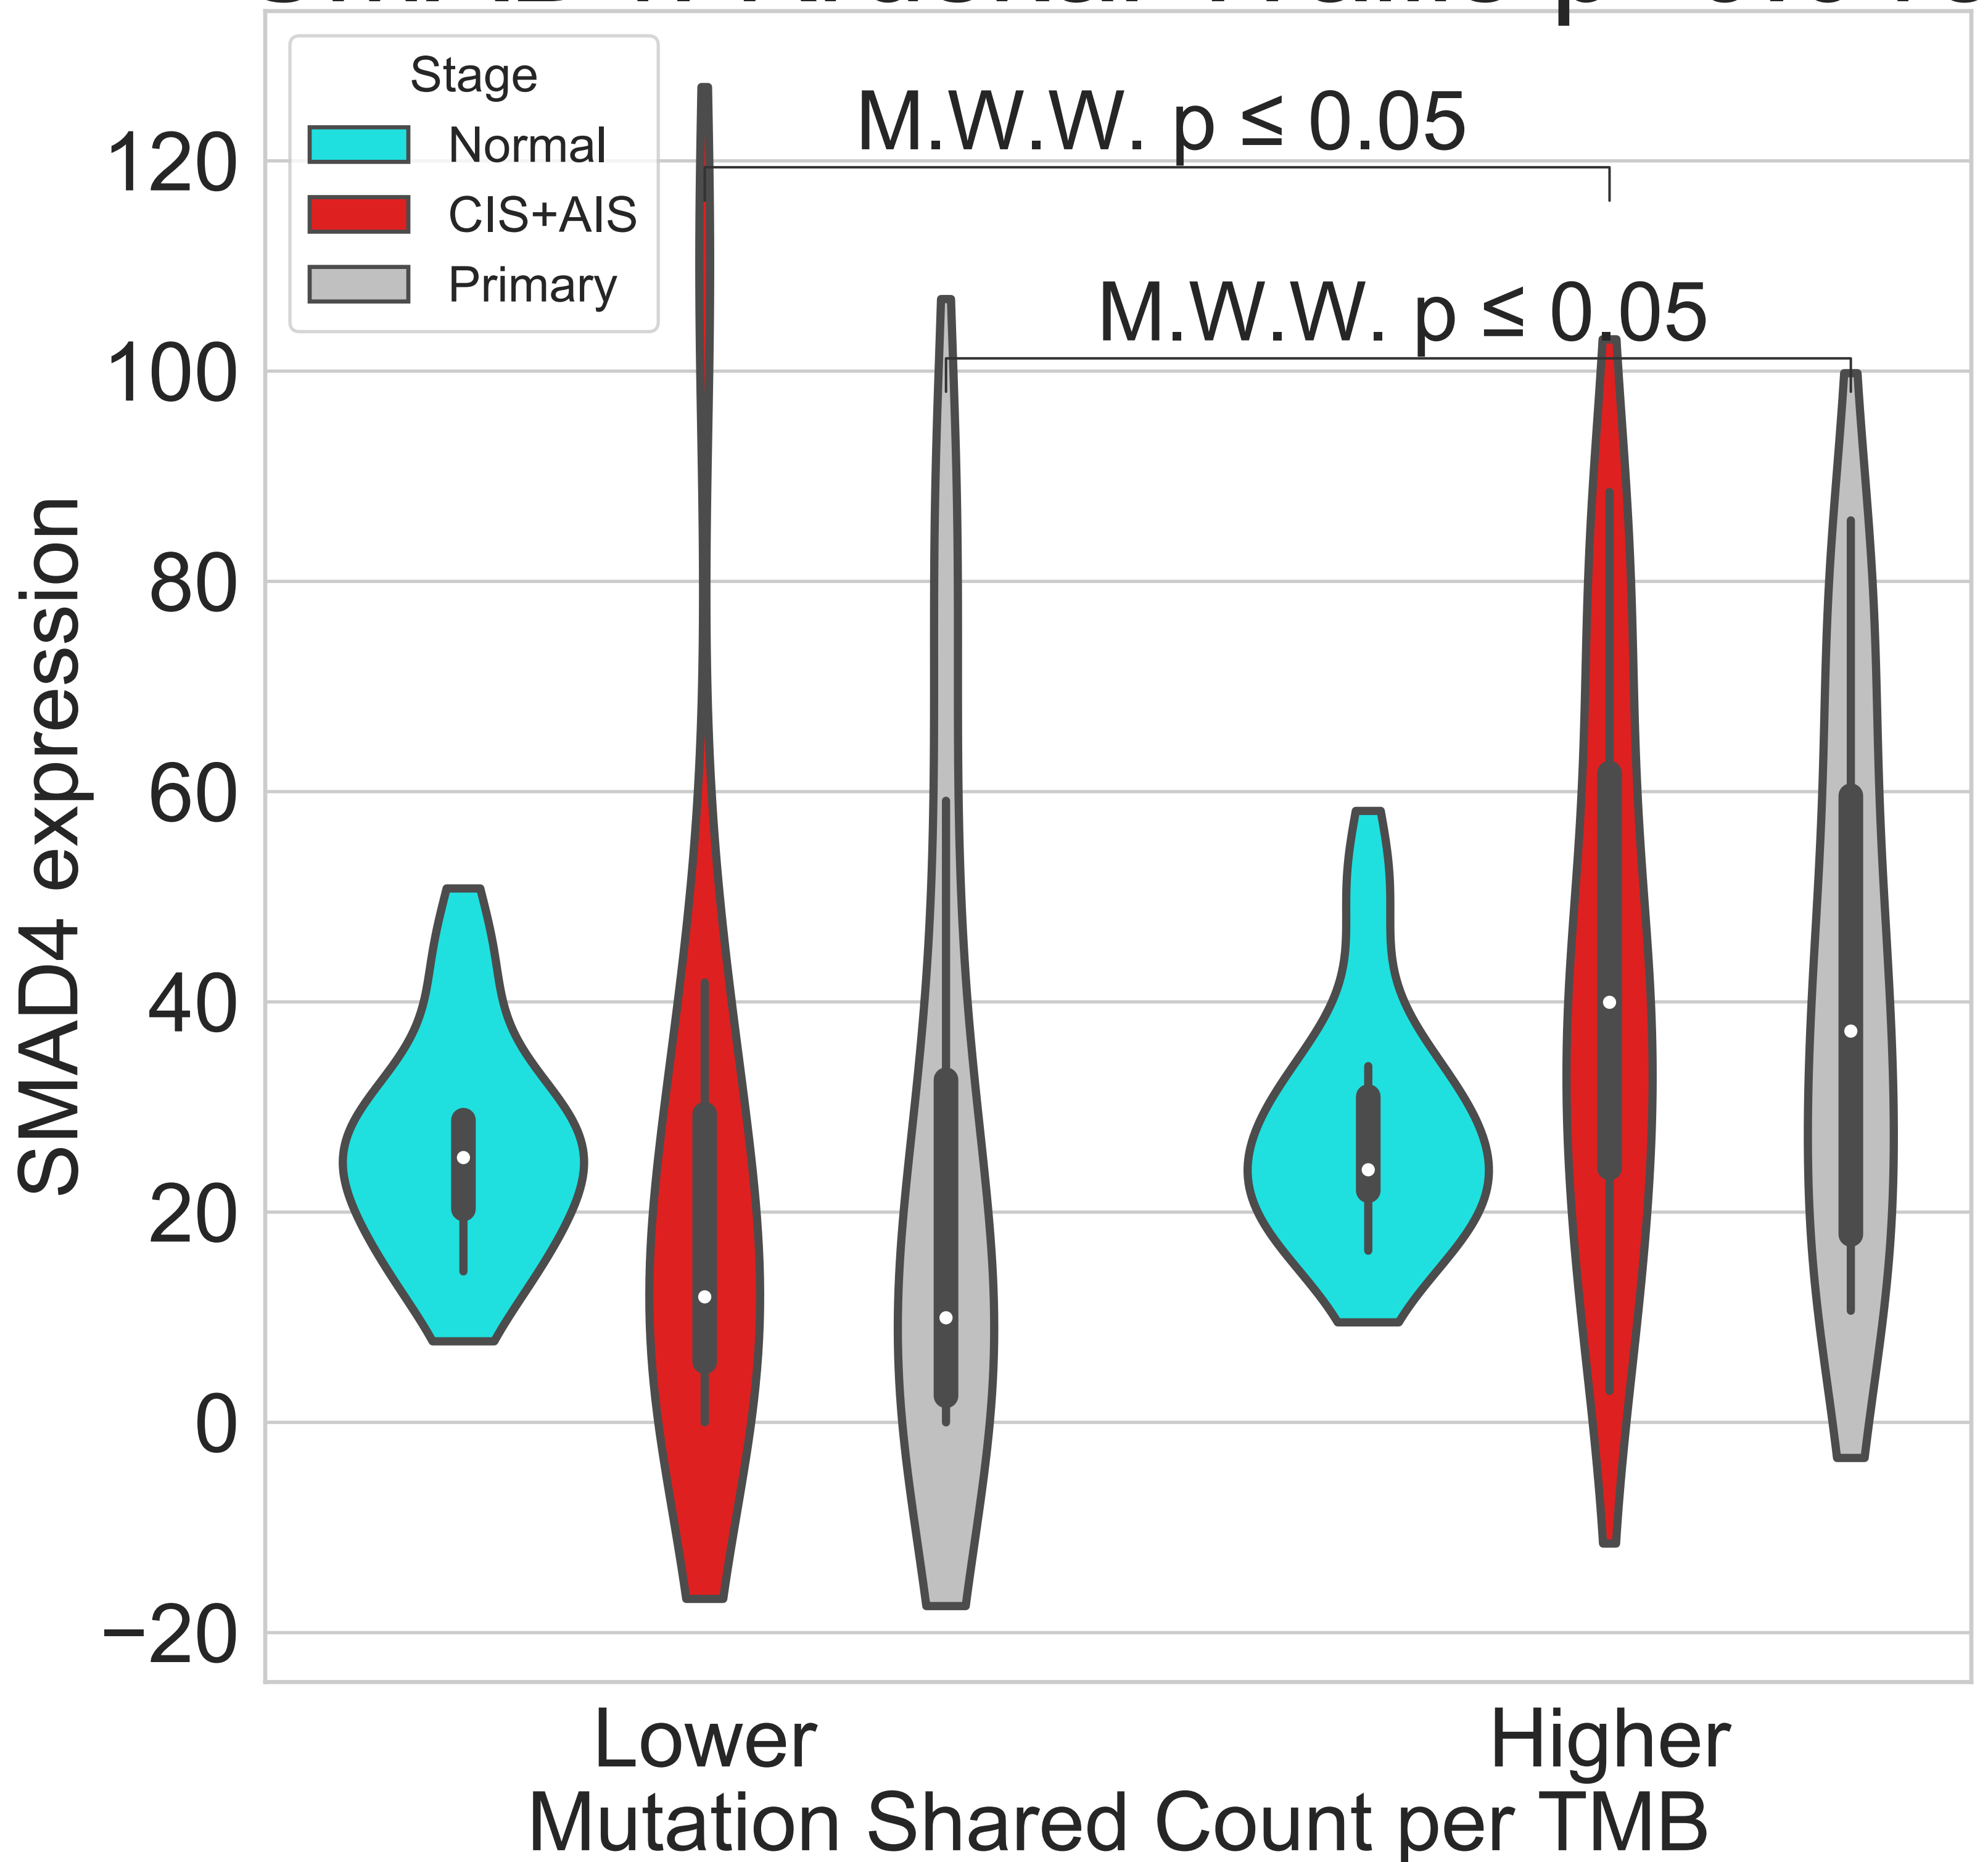 Stage
Normal
CIS+AIS
Primary
M.W.W. p ≤ 0.05
M.W.W. p ≤ 0.05
120
100
80
60
40
20
0
−20
SMAD4 expression
Lower
Higher
Mutation Shared Count per TMB